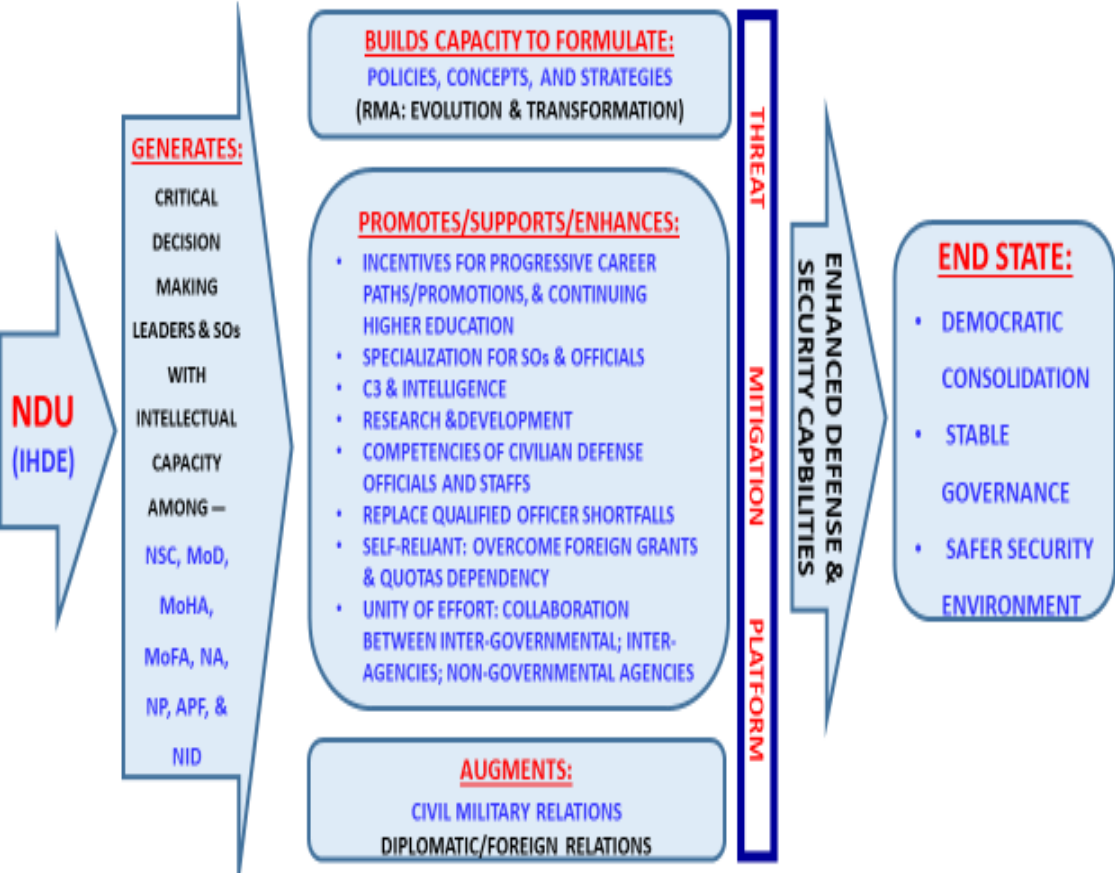 NDU
(IHDE)
GENERATES:
CRITICAL
DECISION
MAKING
LEADERS & SOs
WITH
INTELLECTUAL
CAPACITY
AMONG —
NSC, MoD,
MoHA,
MoFA, NA,
NP, APF, &
NID
BUILDS CAPACITY TO FORMULATE:
POLICIES, CONCEPTS, AND STRATEGIES
(RMA: EVOLUTION & TRANSFORMATION)
PROMOTES/SUPPORTS/ENHANCES:
• INCENTIVES FOR PROGRESSIVE CAREER
PATHS/PROMOTIONS, & CONTINUING
HIGHER EDUCATION
• SPECIALIZATION FOR SOs & OFFICIALS
• C3 & INTELLIGENCE
• RESEARCH &DEVELOPMENT
• COMPETENCIES OF CIVILIAN DEFENSE
OFFICIALS AND STAFFS
• REPLACE QUALIFIED OFFICER SHORTFALLS
• SELF-RELIANT: OVERCOME FOREIGN GRANTS
& QUOTAS DEPENDENCY
• UNITY OF EFFORT: COLLABORATION
BETWEEN INTER-GOVERNMENTAL; INTER-
AGENCIES; NON-GOVERNMENTAL AGENCIES
AUGMENTS:
CIVIL MILITARY RELATIONS
DIPLOMATIC/FOREIGN RELATIONS
THREAT MITIGATION PLATFORM
ENHANCED DEFENSE &
SECURITY CAPBILITIES
END STATE:
• DEMOCRATIC
CONSOLIDATION
• STABLE
GOVERNANCE
• SAFER SECURITY
ENVIRONMENT